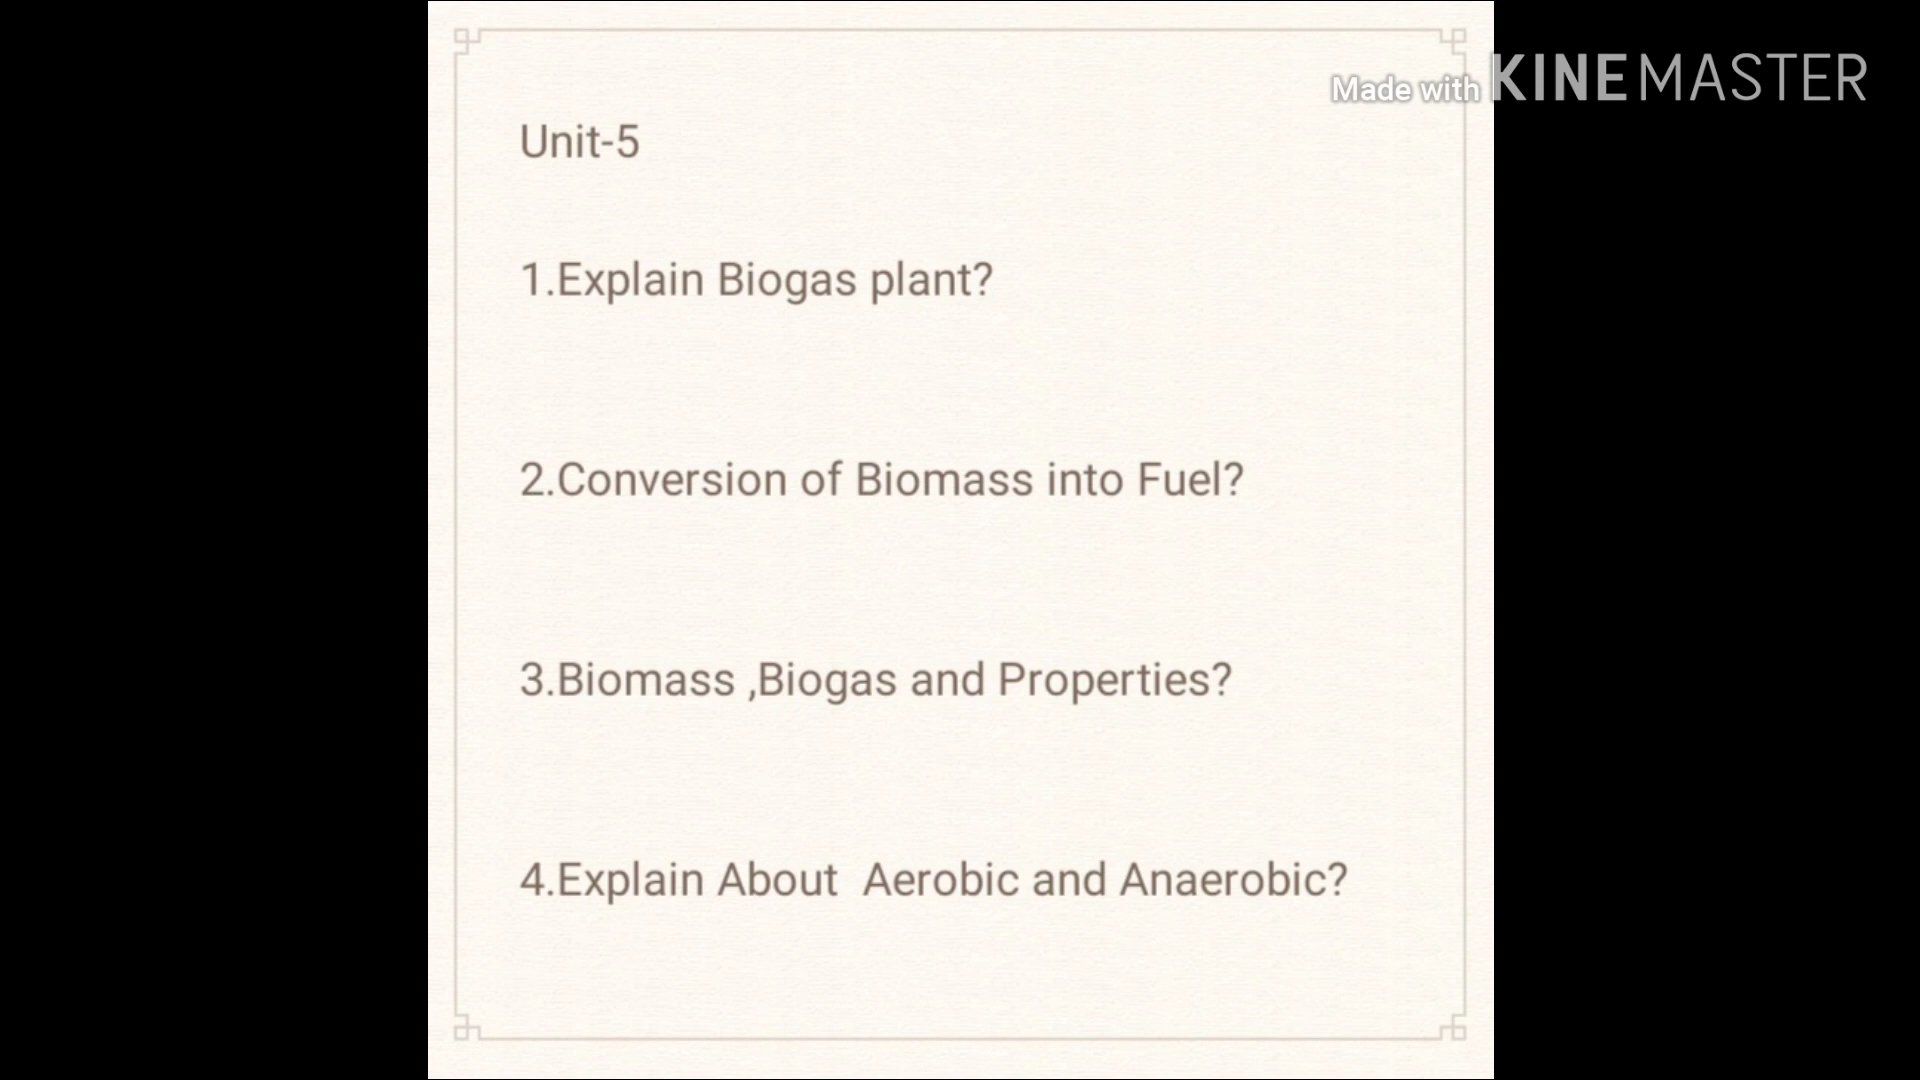 Made with KINEMASTER
Unit-5
1.Explain Biogas plant?
2.Conversion of Biomass into Fuel?
3.Biomass ,Biogas and Properties?
4.Explain About  Aerobic and Anaerobic?